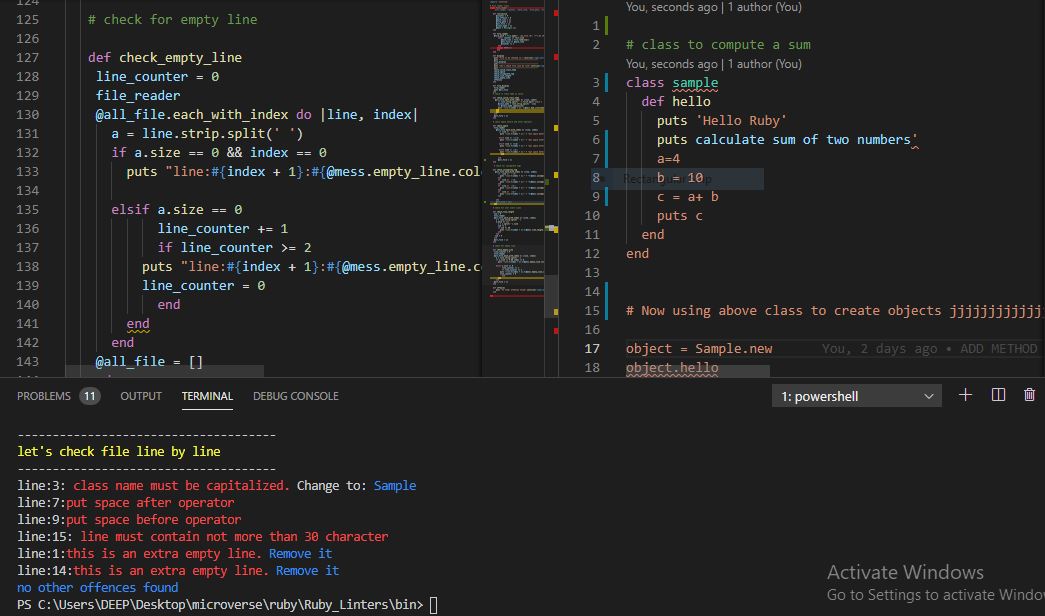 124
125 # check for empty line
126
127 def check_empty_line
128 line_counter = 0
129 file_reader
130 @all_file.each_with_index do |line, index|
131 a = line.strip.split(' ')
132 if a.size == 0 && index == 0
133 puts "line:#{index + 1}:#{@mess.empty_line.col
134
135 elsif a.size == 0
136 line_counter += 1
137 if line_counter >= 2
138 puts "line:#{index + 1}:#{@mess.empty_line.c
139 line_counter = 0
140 end
141 end
142 end
143 @all_file = []
You, seconds ago | 1 author (You)
1
2 # class to compute a sum
You, seconds ago | 1 author (You)
3 class sample
4 def hello
5 puts 'Hello Ruby'
6 puts calculate sum of two numbers'
7 a=4
8 b = 10
9 c = a+ b
10 puts c
11 end
12 end
13
14
15 # Now using above class to create objects jjjjjjjjjjjjj
16
17 object = Sample.new You, 2 days ago • ADD METHOD
18 object.hello
PROBLEMS 11 OUTPUT TERMINAL DEBUG CONSOLE 1: powershell
-------------------------------------
let's check file line by line
-------------------------------------
line:3: class name must be capitalized. Change to: Sample
line:7:put space after operator
line:9:put space before operator
line:15: line must contain not more than 30 character
line:1:this is an extra empty line. Remove it
line:14:this is an extra empty line. Remove it
no other offences found
PS C:\Users\DEEP\Desktop\microverse\ruby\Ruby_Linters\bin>
Activate Windows
Go to Settings to activate Windo